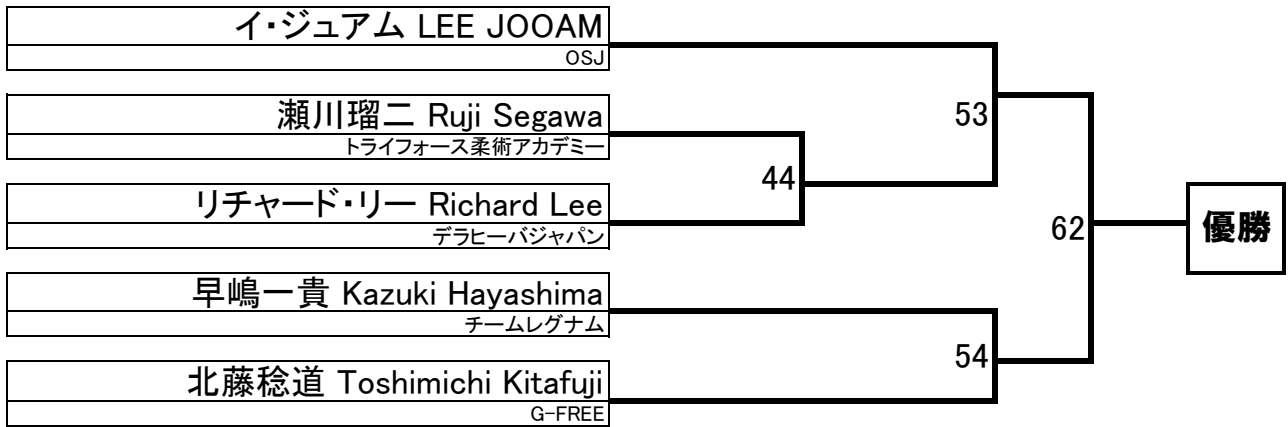 イ・ジュアム LEE JOOAM
OSJ
瀬川瑠二 Ruji Segawa
トライフォース柔術アカデミー
リチャード・リー Richard Lee
デラヒーバジャパン
早嶋一貴 Kazuki Hayashima
チームレグナム
北藤稔道 Toshimichi Kitafuji
G-FREE
44
53
54
62
優勝